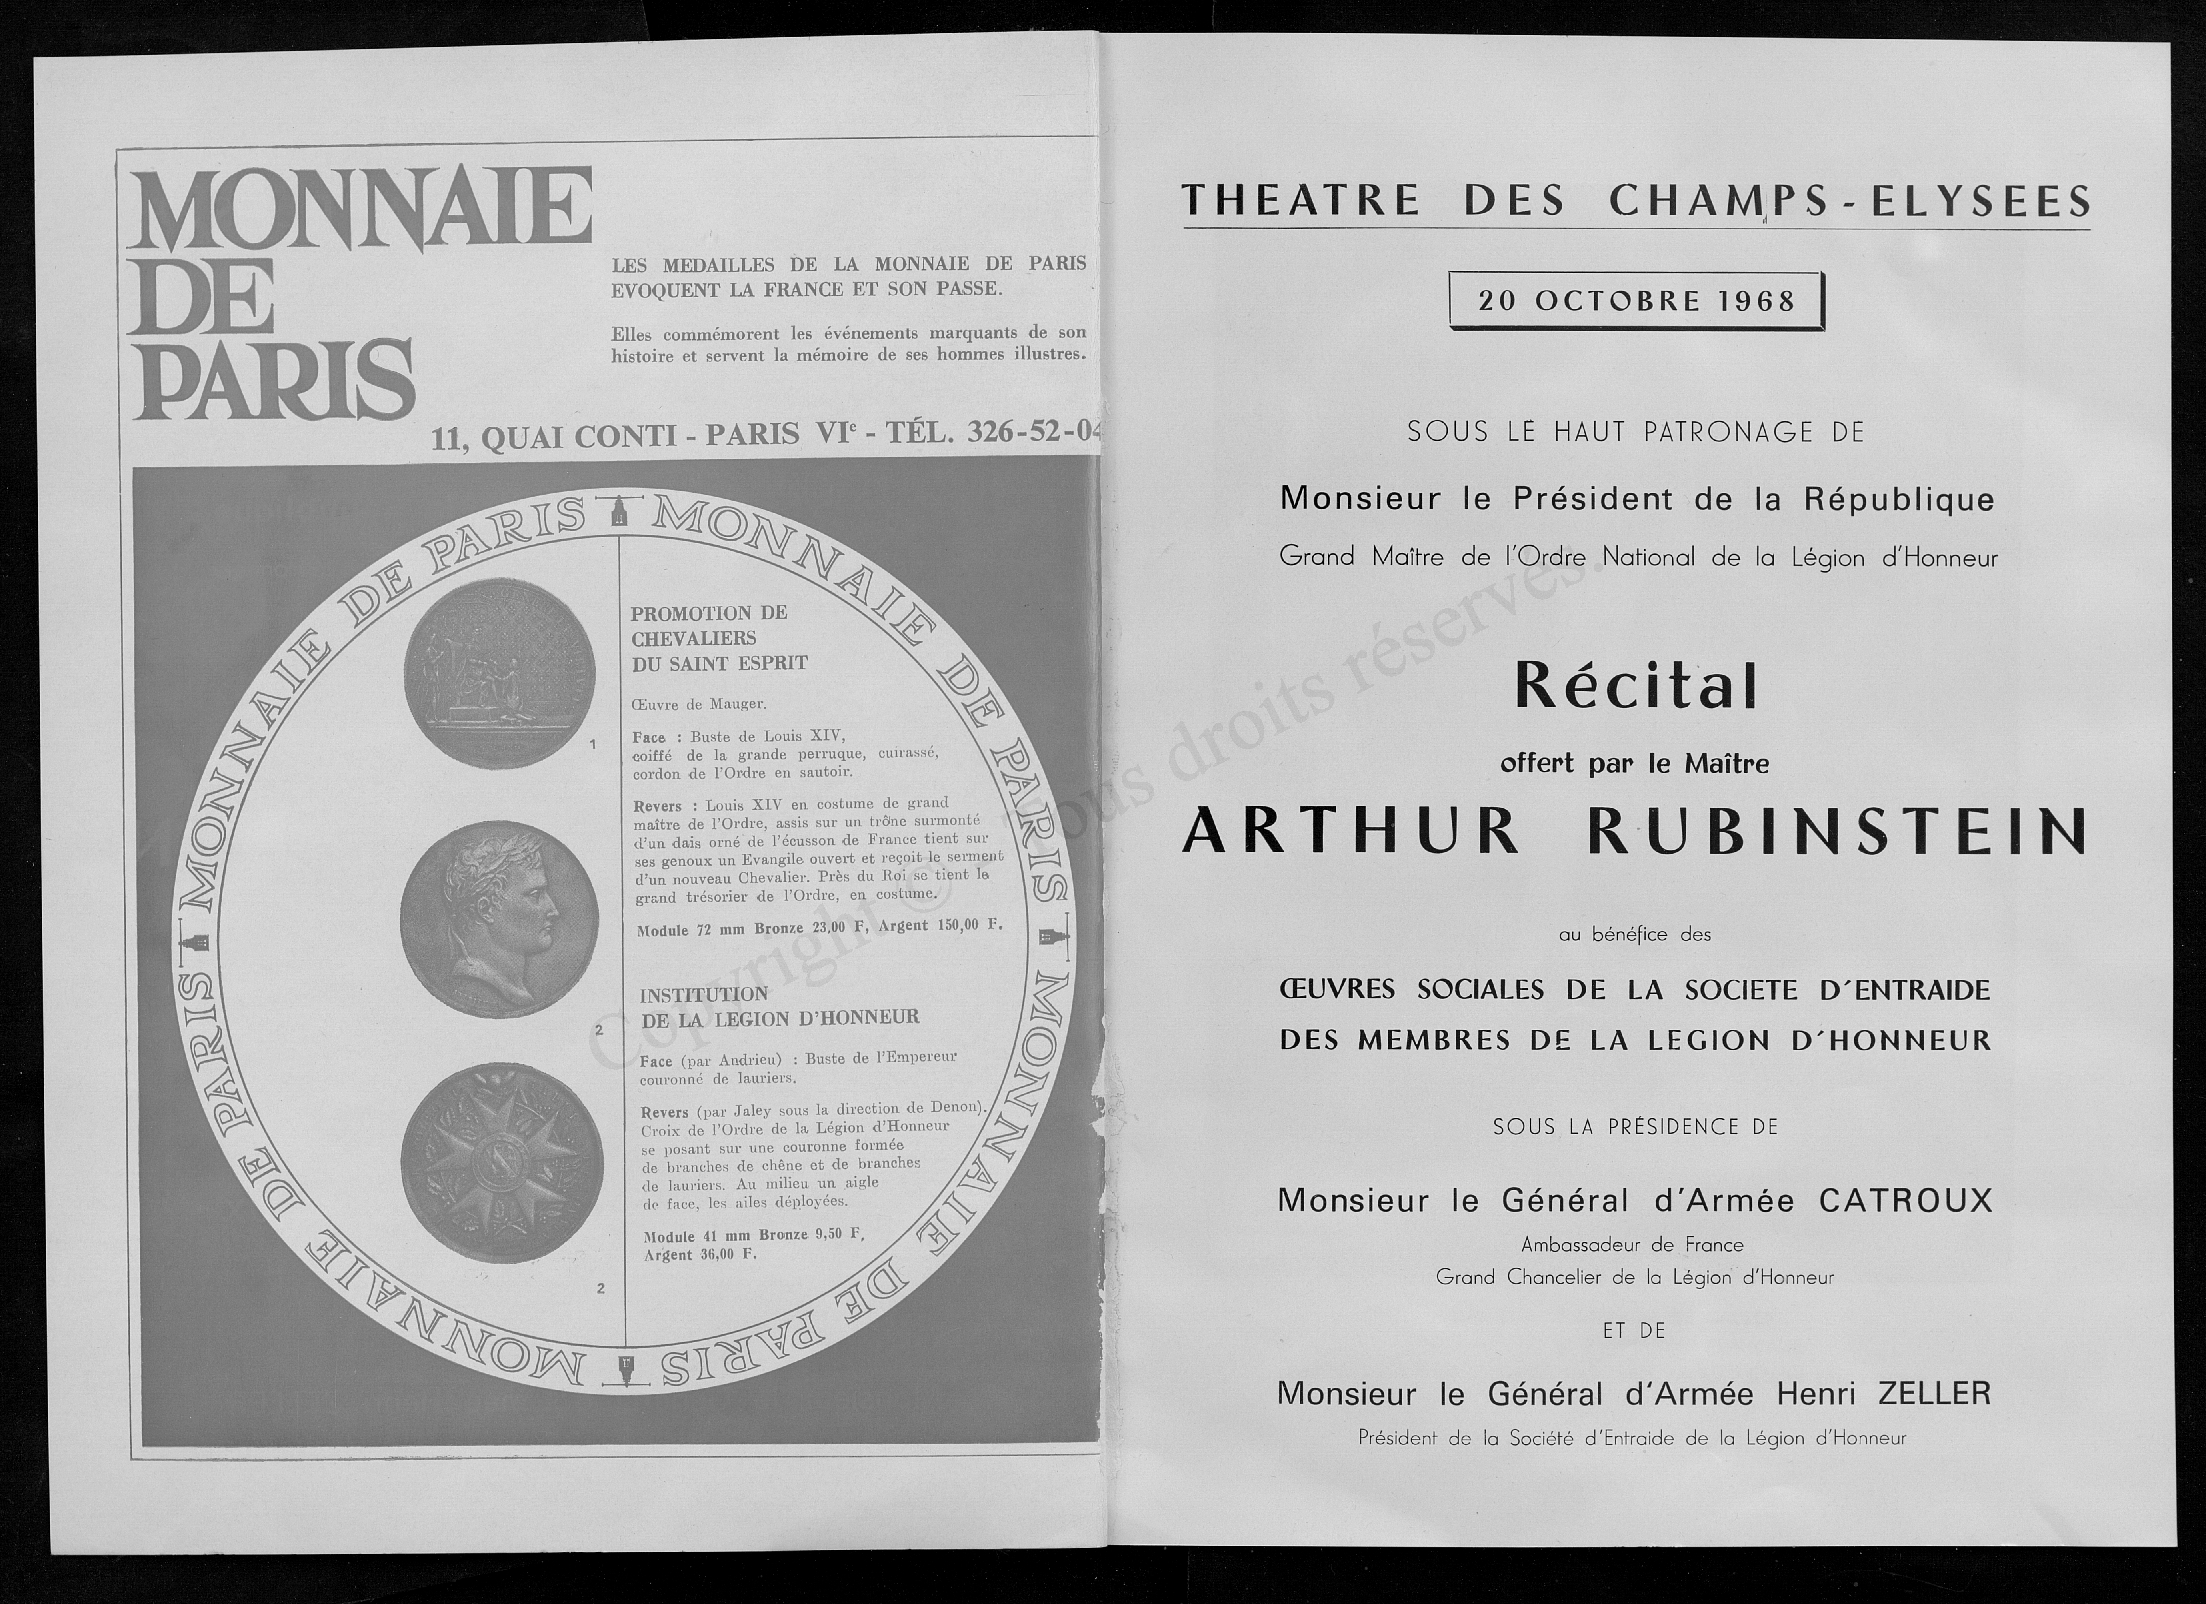 MONNAIE
DE
PARIS
LES MEDAILLES DE LA MONNAIE DE PARIS
EVOQUENT LA FRANCE ET SON PASSE.
Elles commémorent les événements marquants de son
histoire et servent la mémoire de ses hommes illustres.
11, QUAI CONTI - PARIS VIe - TÉL. 326-52-04
MONNAIE DE PARIS
MONNAIE DE PARIS
MONNAIE DE PARIS
MONNAIE DE PARIS
1
2
2
PROMOTION DE
CHEVALIERS
DU SAINT ESPRIT
Œuvre de Mauger.
Face : Buste de Louis XIV,
coiffé de la grande perruque, cuirassé,
cordon de l'Ordre en sautoir.
Revers : Louis XIV en costume de grand
maître de l'Ordre, assis sur un trône surmonté
d'un dais orné de l'écusson de France tient sur
ses genoux un Evangile ouvert et reçoit le serment
d'un nouveau Chevalier. Près du Roi se tient le
grand trésorier de l'Ordre, en costume.
Module 72 mm Bronze 23,00 F, Argent 150,00 F.
INSTITUTION
DE LA LEGION D'HONNEUR
Face (par Andrieu) : Buste de l'Empereur
couronné de lauriers.
Revers (par Jaley sous la direction de Denon).
Croix de l'Ordre de la Légion d'Honneur
se posant sur une couronne formée
de branches de chêne et de branches
de lauriers. Au milieu un aigle
de face, les ailes déployées.
Module 41 mm Bronze 9,50 F,
Argent 36,00 F.
THEATRE DES CHAMPS-ELYSEES
20 OCTOBRE 1968
SOUS LE HAUT PATRONAGE DE
Monsieur le Président de la République
Grand Maître de l'Ordre National de la Légion d'Honneur
Récital
offert par le Maître
ARTHUR RUBINSTEIN
au bénéfice des
ŒUVRES SOCIALES DE LA SOCIETE D'ENTRAIDE
DES MEMBRES DE LA LEGION D'HONNEUR
SOUS LA PRÉSIDENCE DE
Monsieur le Général d'Armée CATROUX
Ambassadeur de France
Grand Chancelier de la Légion d'Honneur
ET DE
Monsieur le Général d'Armée Henri ZELLER
Président de la Société d'Entraide de la Légion d'Honneur
Copyright © - Tous droits réservés.